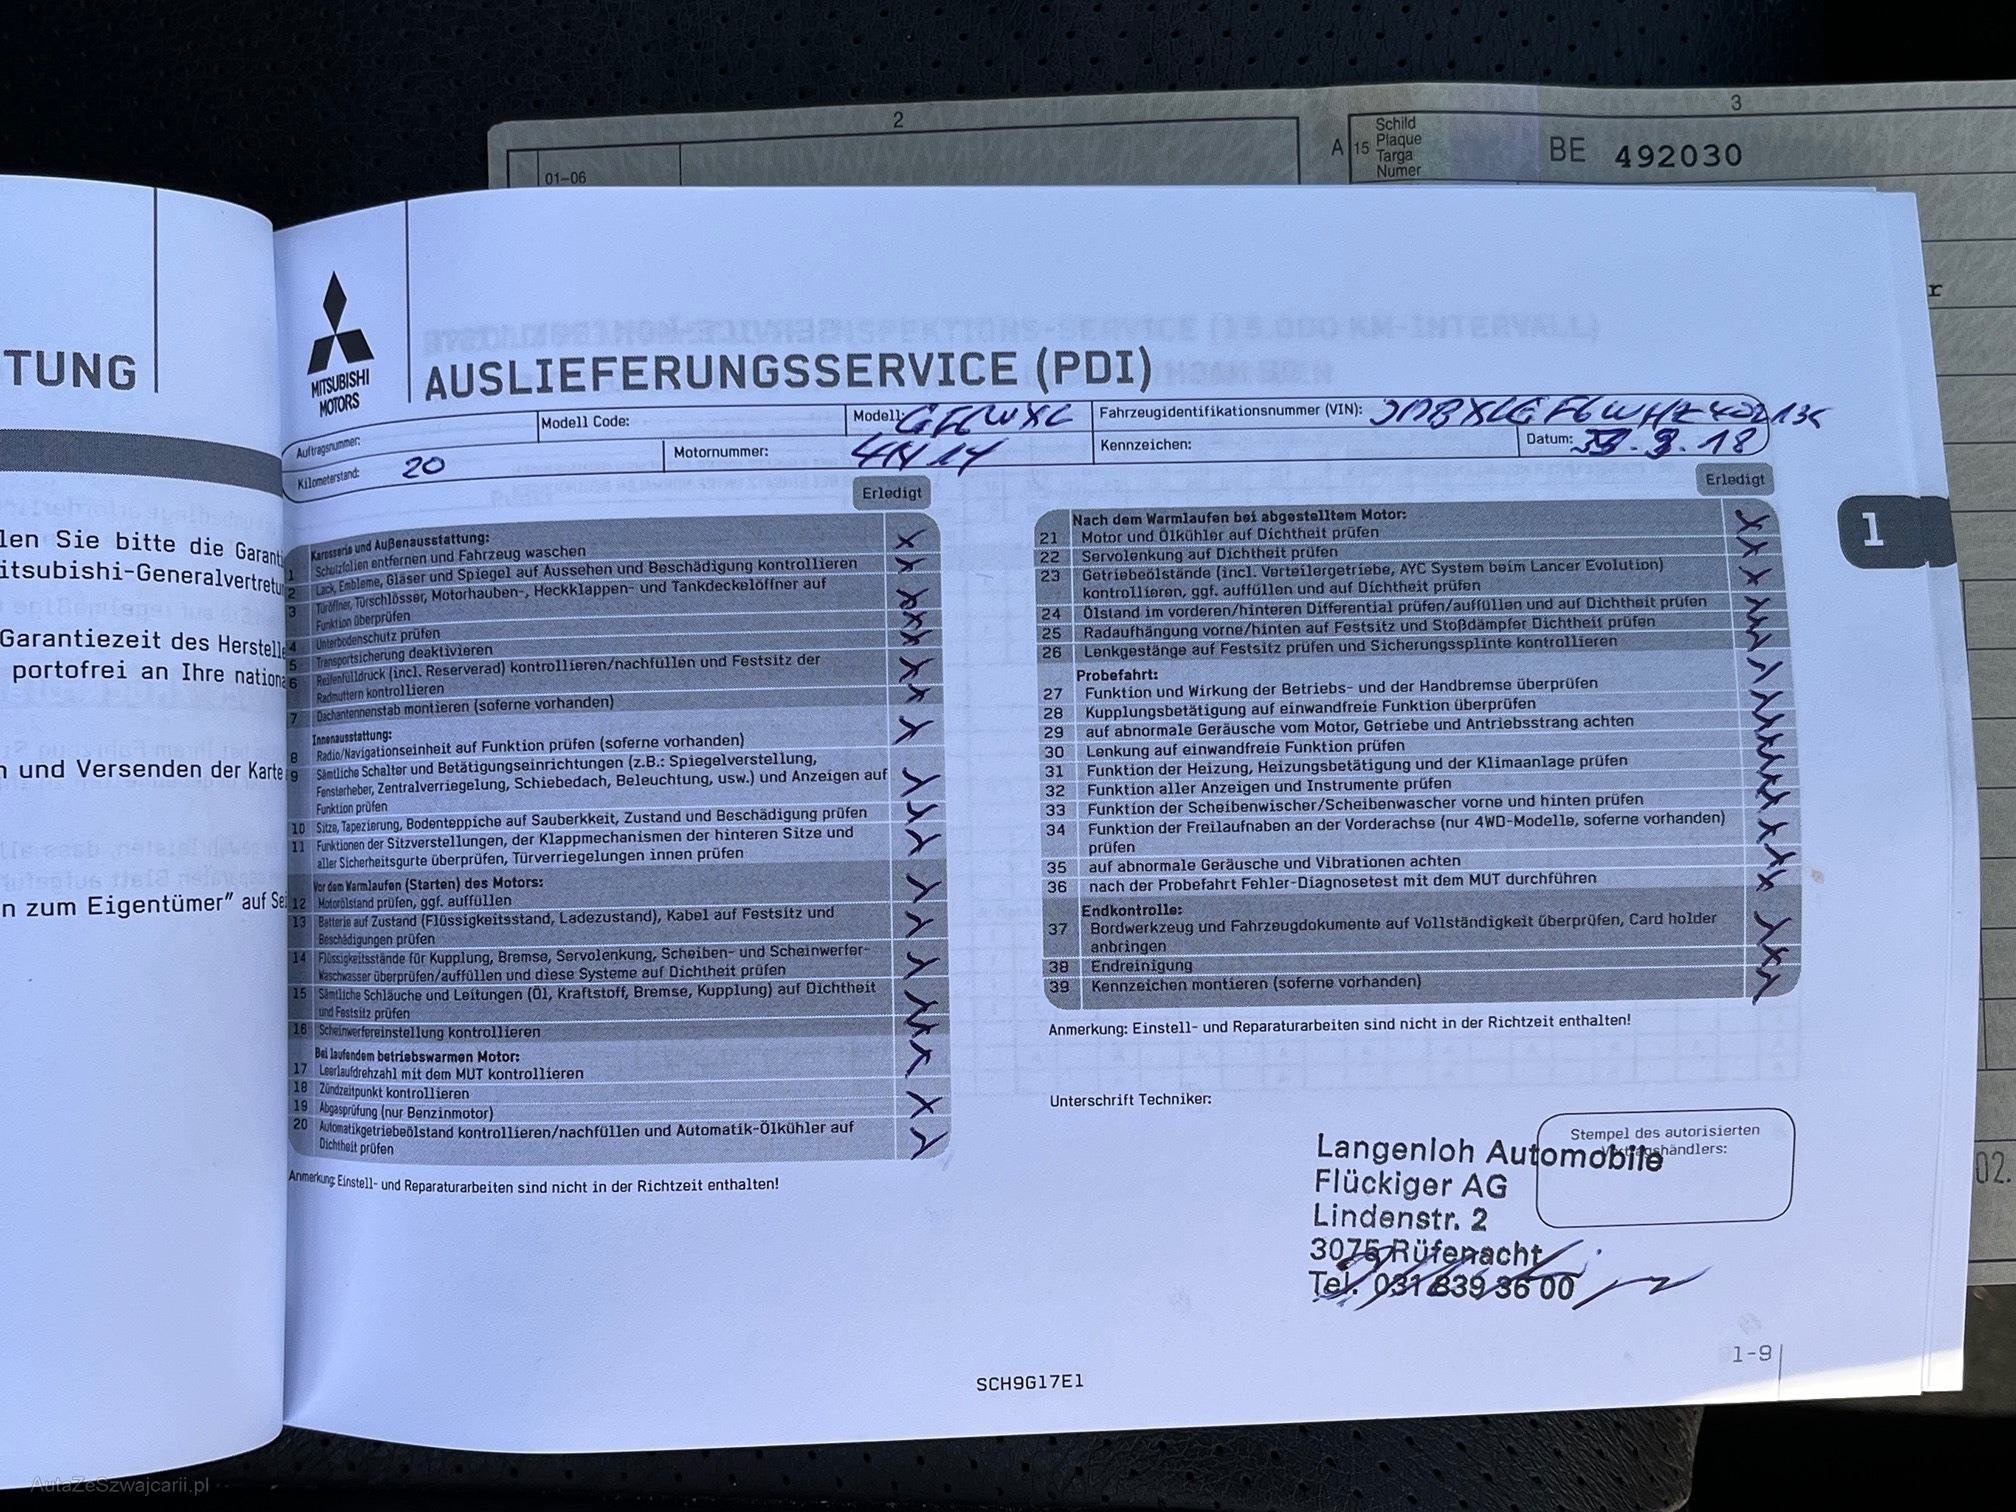 2
3
01-06
A 15 Schild
Plaque
Targa
Numer
BE 492030
r
TUNG
len Sie bitte die Garanti
itsubishi-Generalvertretu
Garantiezeit des Herstelle
portofrei an Ihre nationa
n und Versenden der Karte
n zum Eigentümer" auf Sei
MITSUBISHI
MOTORS
AUSLIEFERUNGSSERVICE (PDI)
Auftragsnummer:
Modell Code:
Modell:
Fahrzeugidentifikationsnummer (VIN):
Kilometerstand: 20
Motornummer: 4N14
Kennzeichen:
Datum:
Erledigt
Karosserie und Außenausstattung:
1 Schutzfolien entfernen und Fahrzeug waschen
2 Lack, Embleme, Gläser und Spiegel auf Aussehen und Beschädigung kontrollieren
3 Türöffner, Türschlösser, Motorhauben-, Heckklappen- und Tankdeckelöffner auf
Funktion überprüfen
4 Unterbodenschutz prüfen
5 Transportsicherung deaktivieren
6 Reifenfülldruck (incl. Reserverad) kontrollieren/nachfüllen und Festsitz der
Radmuttern kontrollieren
7 Dachantennenstab montieren (soferne vorhanden)
Innenausstattung:
8 Radio/Navigationseinheit auf Funktion prüfen (soferne vorhanden)
9 Sämtliche Schalter und Betätigungseinrichtungen (z.B.: Spiegelverstellung,
Fensterheber, Zentralverriegelung, Schiebedach, Beleuchtung, usw.) und Anzeigen auf
Funktion prüfen
10 Sitze, Tapezierung, Bodenteppiche auf Sauberkkeit, Zustand und Beschädigung prüfen
11 Funktionen der Sitzverstellungen, der Klappmechanismen der hinteren Sitze und
aller Sicherheitsgurte überprüfen, Türverriegelungen innen prüfen
Vor dem Warmlaufen (Starten) des Motors:
12 Motorölstand prüfen, ggf. auffüllen
13 Batterie auf Zustand (Flüssigkeitsstand, Ladezustand), Kabel auf Festsitz und
Beschädigungen prüfen
14 Flüssigkeitsstände für Kupplung, Bremse, Servolenkung, Scheiben- und Scheinwerfer-
Waschwasser überprüfen/auffüllen und diese Systeme auf Dichtheit prüfen
15 Sämtliche Schläuche und Leitungen (Öl, Kraftstoff, Bremse, Kupplung) auf Dichtheit
und Festsitz prüfen
16 Scheinwerfereinstellung kontrollieren
Bei laufendem betriebswarmen Motor:
17 Leerlaufdrehzahl mit dem MUT kontrollieren
18 Zündzeitpunkt kontrollieren
19 Abgasprüfung (nur Benzinmotor)
20 Automatikgetriebeölstand kontrollieren/nachfüllen und Automatik-Ölkühler auf
Dichtheit prüfen
Anmerkung: Einstell- und Reparaturarbeiten sind nicht in der Richtzeit enthalten!
Erledigt
Nach dem Warmlaufen bei abgestelltem Motor:
21 Motor und Ölkühler auf Dichtheit prüfen
22 Servolenkung auf Dichtheit prüfen
23 Getriebeölstände (incl. Verteilergetriebe, AYC System beim Lancer Evolution)
kontrollieren, ggf. auffüllen und auf Dichtheit prüfen
24 Ölstand im vorderen/hinteren Differential prüfen/auffüllen und auf Dichtheit prüfen
25 Radaufhängung vorne/hinten auf Festsitz und Stoßdämpfer Dichtheit prüfen
26 Lenkgestänge auf Festsitz prüfen und Sicherungssplinte kontrollieren
Probefahrt:
27 Funktion und Wirkung der Betriebs- und der Handbremse überprüfen
28 Kupplungsbetätigung auf einwandfreie Funktion überprüfen
29 auf abnormale Geräusche vom Motor, Getriebe und Antriebsstrang achten
30 Lenkung auf einwandfreie Funktion prüfen
31 Funktion der Heizung, Heizungsbetätigung und der Klimaanlage prüfen
32 Funktion aller Anzeigen und Instrumente prüfen
33 Funktion der Scheibenwischer/Scheibenwascher vorne und hinten prüfen
34 Funktion der Freilaufnaben an der Vorderachse (nur 4WD-Modelle, soferne vorhanden)
prüfen
35 auf abnormale Geräusche und Vibrationen achten
36 nach der Probefahrt Fehler-Diagnosetest mit dem MUT durchführen
Endkontrolle:
37 Bordwerkzeug und Fahrzeugdokumente auf Vollständigkeit überprüfen, Card holder
anbringen
38 Endreinigung
39 Kennzeichen montieren (soferne vorhanden)
Anmerkung: Einstell- und Reparaturarbeiten sind nicht in der Richtzeit enthalten!
Unterschrift Techniker:
Stempel des autorisierten
Langenloh Automobile
Flückiger AG
Lindenstr. 2
3075 Rüfenacht
Tel. 031 839 36 00
1
02.
1-9
SCH9G17E1
AutaZeSzwajcarii.pl